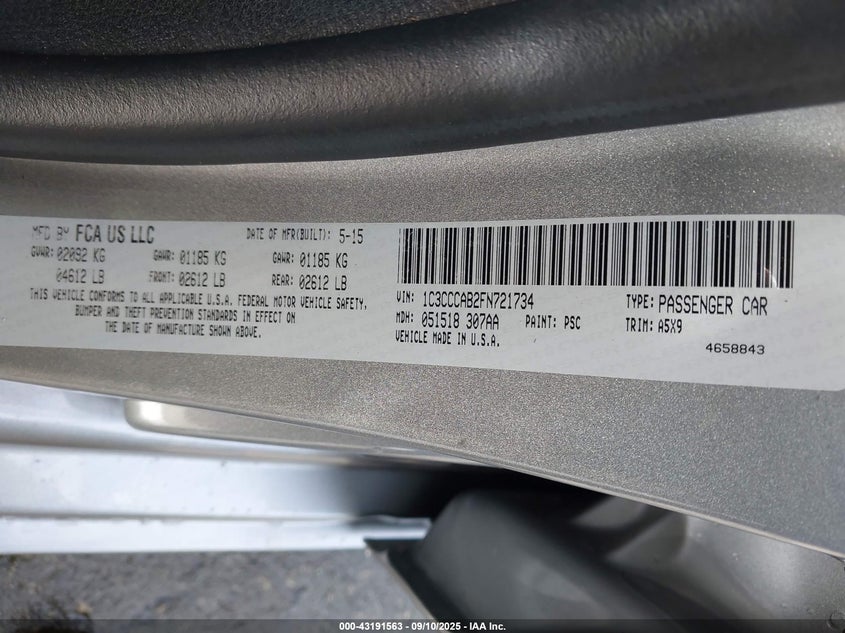 MFD BY FCA US LLC DATE OF MFR(BUILT): 5-15
GVWR: 02092 KG GAWR: 01185 KG GAWR: 01185 KG
04612 LB FRONT: 02612 LB REAR: 02612 LB
THIS VEHICLE CONFORMS TO ALL APPLICABLE U.S.A. FEDERAL MOTOR VEHICLE SAFETY,
BUMPER AND THEFT PREVENTION STANDARDS IN EFFECT ON
THE DATE OF MANUFACTURE SHOWN ABOVE.
VIN: 1C3CCCAB2FN721734 TYPE: PASSENGER CAR
MDH: 051518 307AA PAINT: PSC TRIM: A5X9
VEHICLE MADE IN U.S.A. 4658843
000-43191563 - 09/10/2025 - IAA Inc.